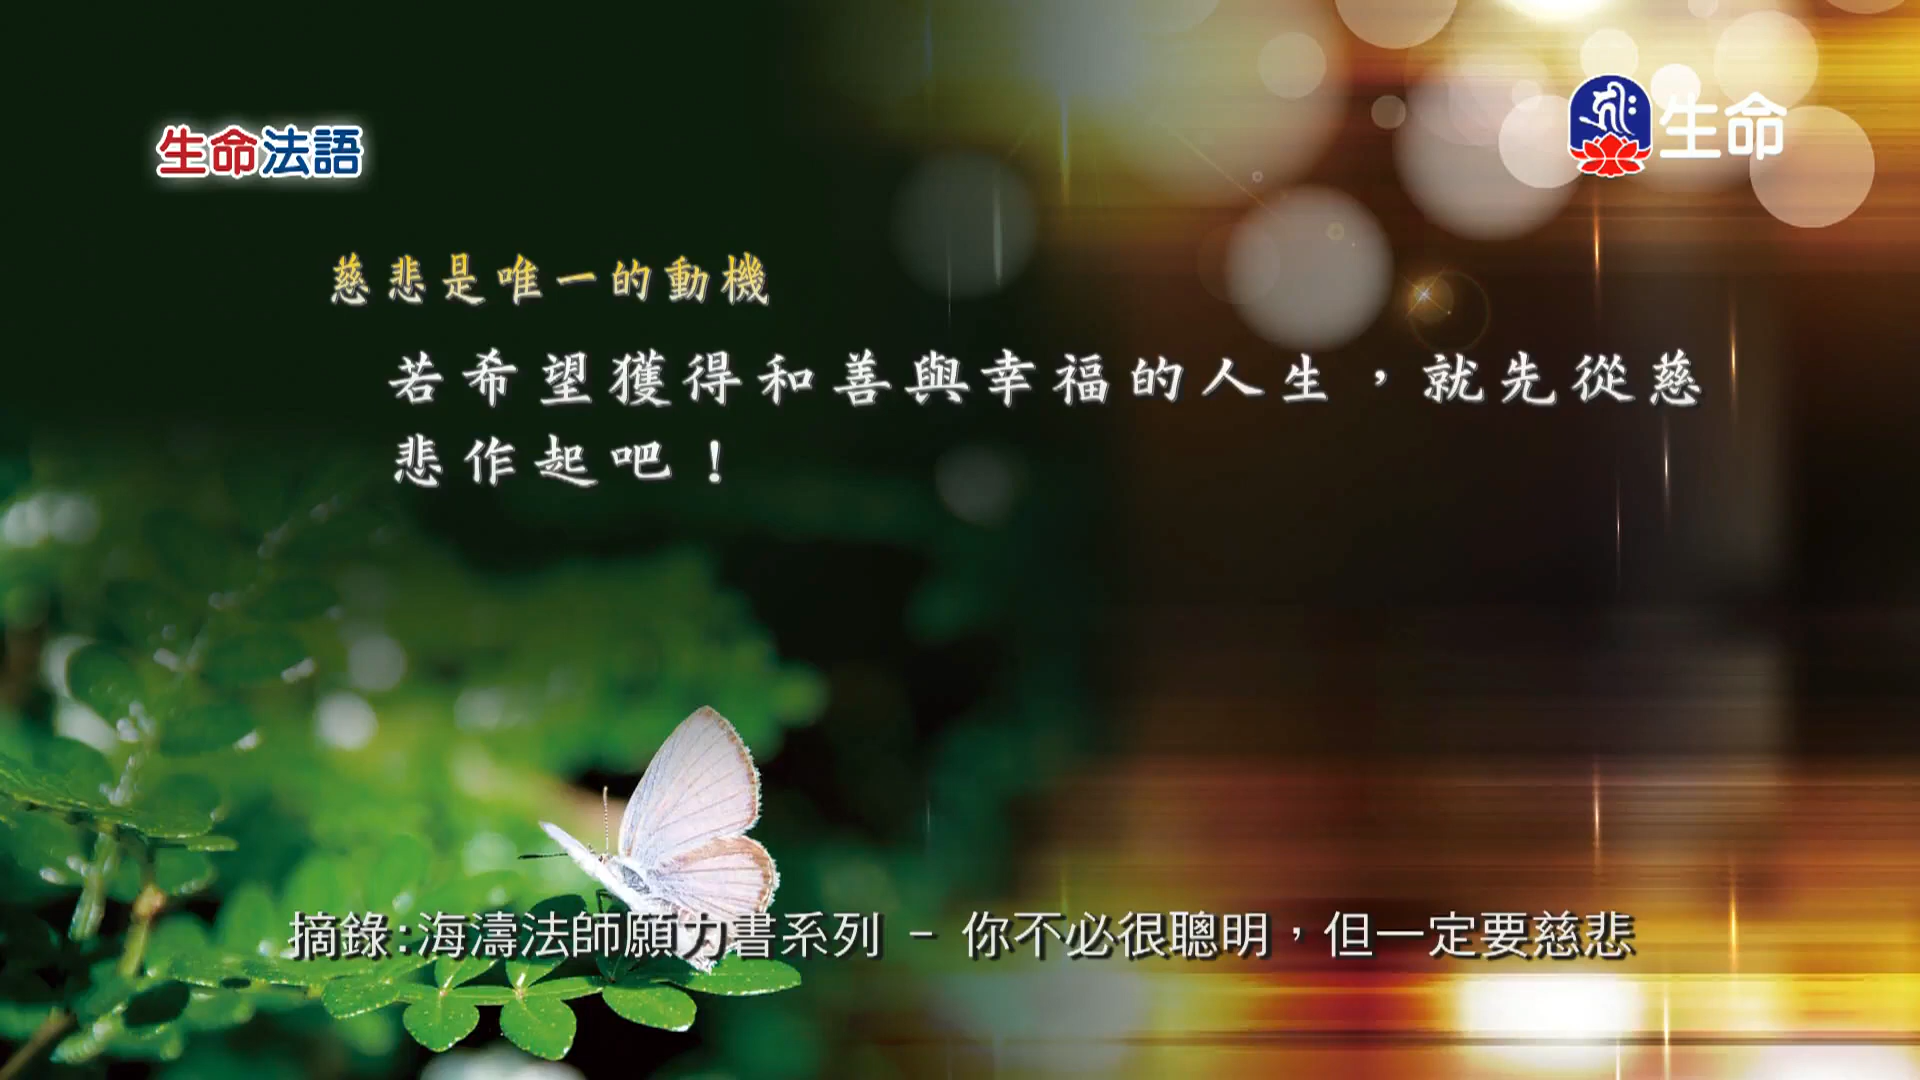 生命法語
生命
慈悲是唯一的動機
若希望獲得和善與幸福的人生，就先從慈
悲作起吧！
摘錄:海濤法師願力書系列 - 你不必很聰明，但一定要慈悲